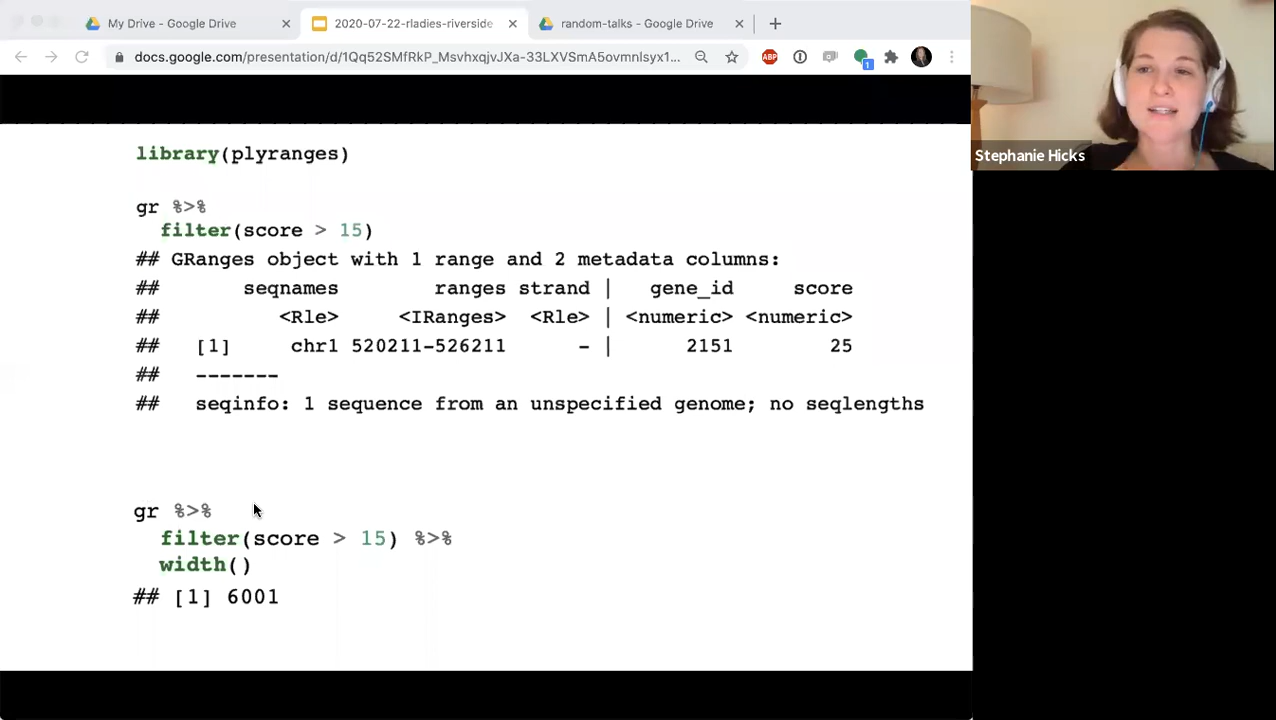 My Drive - Google Drive
2020-07-22-rladies-riverside
random-talks - Google Drive
docs.google.com/presentation/d/1Qq52SMfRkP_MsvhxqjvJXa-33LXVSmA5ovmnlsyx1...
ABP
1
Stephanie Hicks
library(plyranges)
gr %>%
filter(score > 15)
## GRanges object with 1 range and 2 metadata columns:
## seqnames ranges strand | gene_id score
## <Rle> <IRanges> <Rle> | <numeric> <numeric>
## [1] chr1 520211-526211 - | 2151 25
## -------
## seqinfo: 1 sequence from an unspecified genome; no seqlengths
gr %>%
filter(score > 15) %>%
width()
## [1] 6001